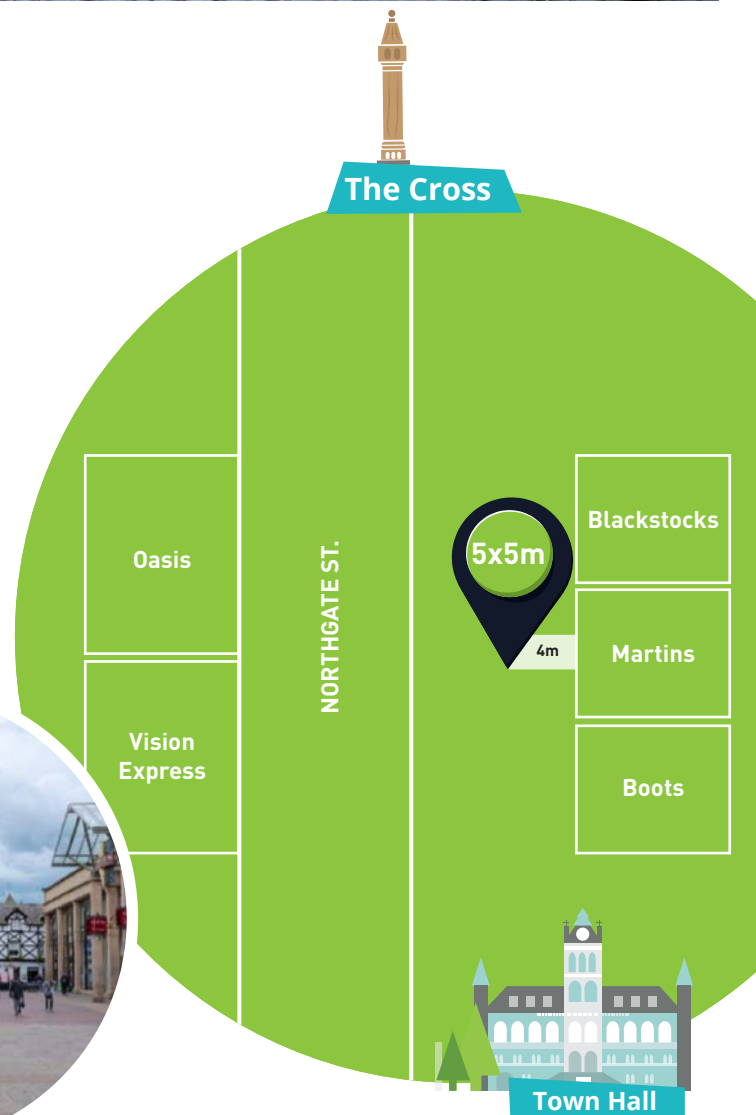 The Cross
Blackstocks
5x5m
Oasis
NORTHGATE ST.
4m
Martins
Vision
Express
Boots
Town Hall